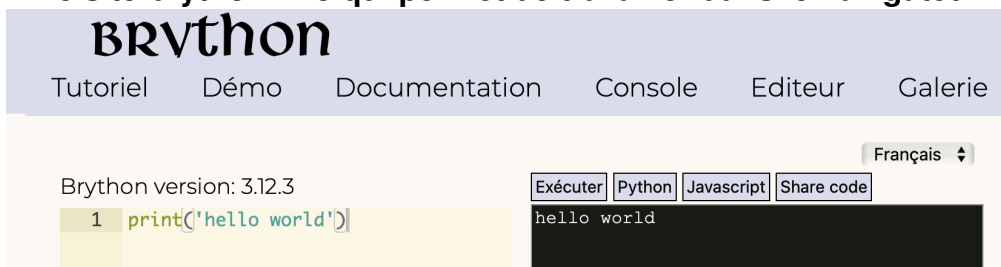 BRython
Tutoriel Démo Documentation Console Editeur Galerie
Français
Brython version: 3.12.3
Exécuter Python Javascript Share code
1 print('hello world')
hello world